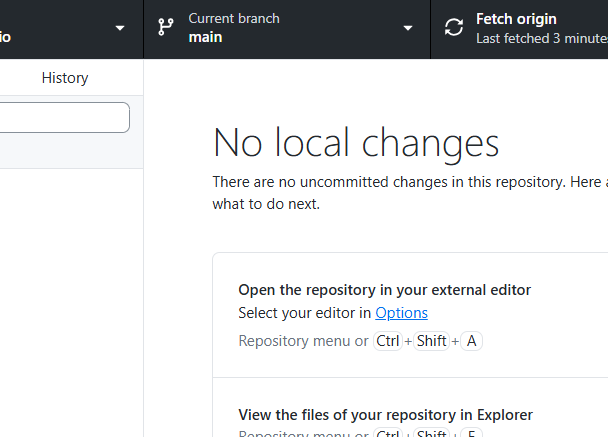 io
Current branch
main
Fetch origin
Last fetched 3 minutes
History
No local changes
There are no uncommitted changes in this repository. Here a
what to do next.
Open the repository in your external editor
Select your editor in Options
Repository menu or Ctrl + Shift + A
View the files of your repository in Explorer
Repository menu or Ctrl + Shift + F